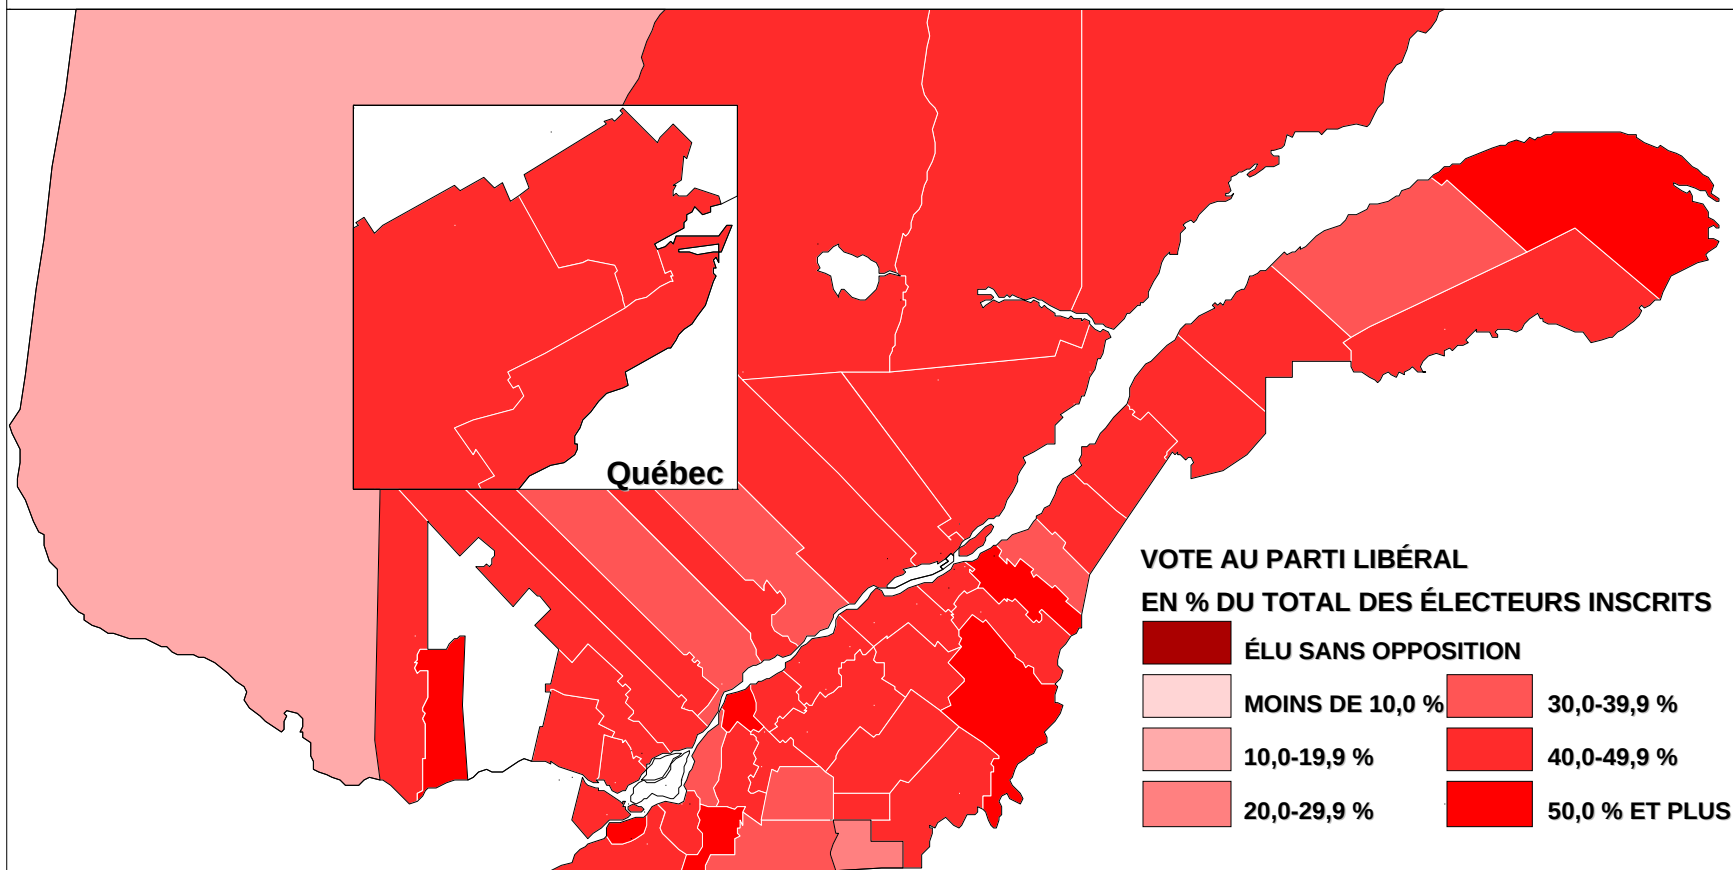 Québec
VOTE AU PARTI LIBÉRAL
EN % DU TOTAL DES ÉLECTEURS INSCRITS
ÉLU SANS OPPOSITION
MOINS DE 10,0 %
30,0-39,9 %
10,0-19,9 %
40,0-49,9 %
20,0-29,9 %
50,0 % ET PLUS